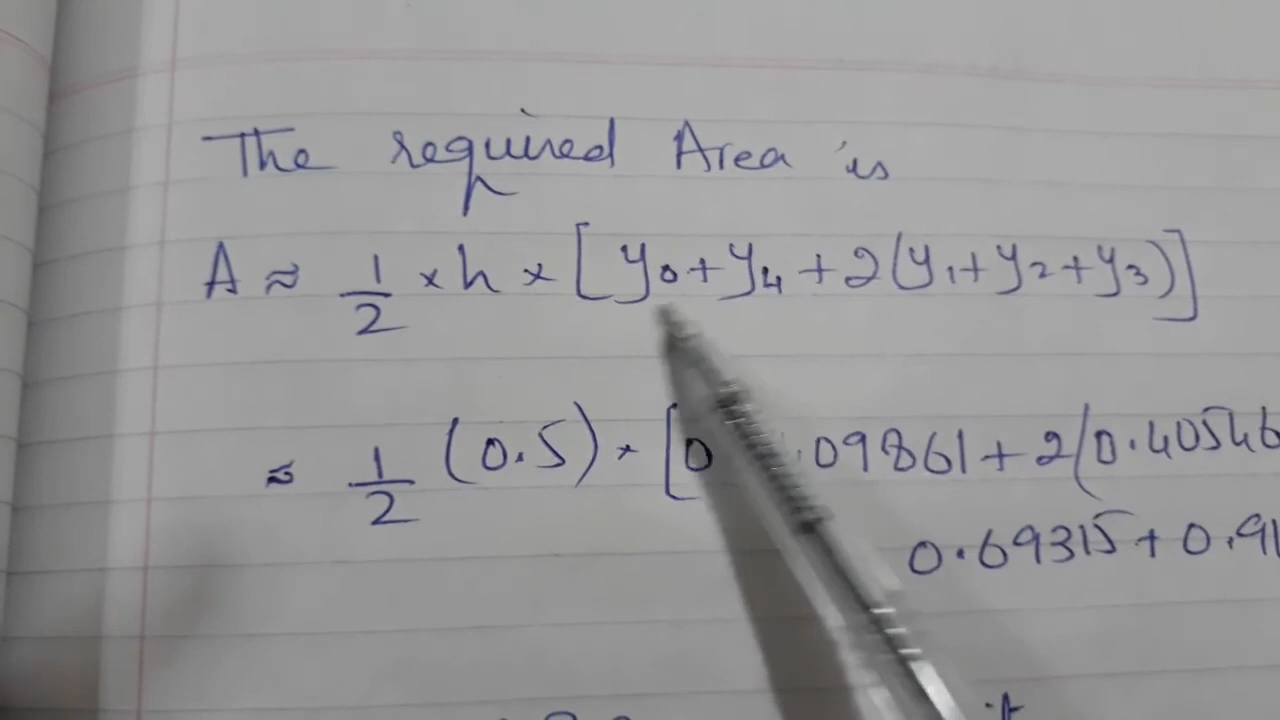 The required Area is
A ≈ 1/2 × h × [y₀ + y₄ + 2(y₁ + y₂ + y₃)]
≈ 1/2 (0.5) × [0 .09861 + 2(0.40546
0.69315 + 0.91